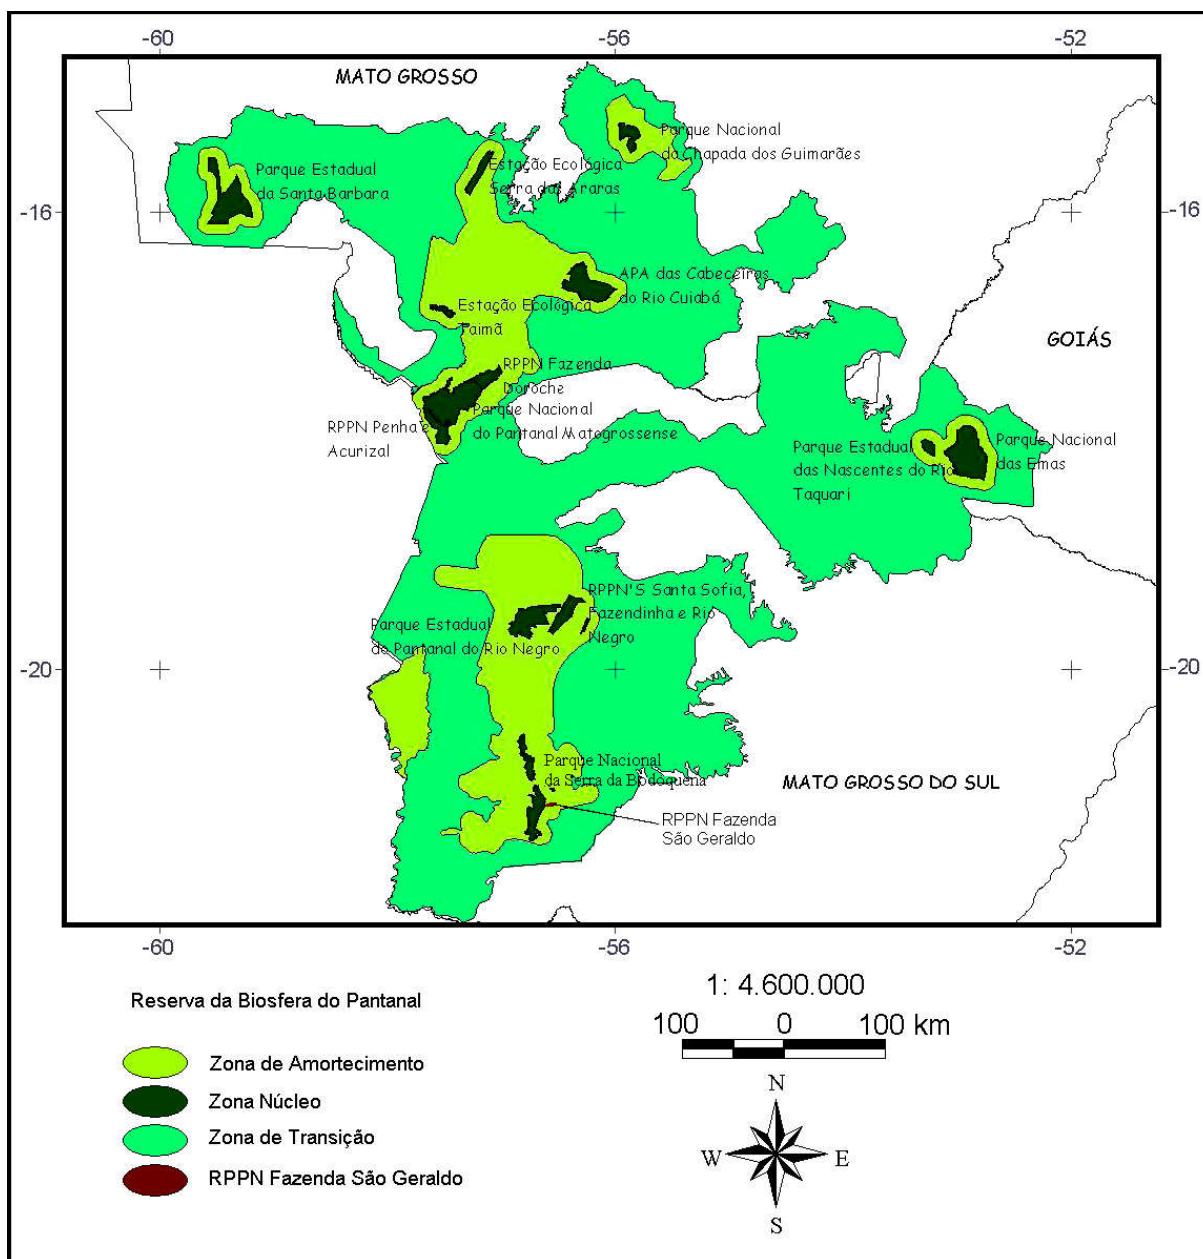 -60
-56
-52
MATO GROSSO
Parque Nacional
da Chapada dos Guimarães
Estação Ecológica
Serra das Araras
Parque Estadual
da Santa Barbara
-16
-16
APA das Cabeceiras
do Rio Cuiabá
Estação Ecológica
Taimã
GOIÁS
RPPN Fazenda
Doroche
Parque Nacional
do Pantanal Matogrossense
RPPN Penha e
Acurizal
Parque Estadual
das Nascentes do Rio
Taquari
Parque Nacional
das Emas
RPPN'S Santa Sofia,
Fazendinha e Rio
Negro
Parque Estadual
do Pantanal do Rio Negro
-20
-20
Parque Nacional
da Serra da Bodoquena
MATO GROSSO DO SUL
RPPN Fazenda
São Geraldo
-60
-56
-52
Reserva da Biosfera do Pantanal
1: 4.600.000
100 0 100 km
Zona de Amortecimento
Zona Núcleo
Zona de Transição
RPPN Fazenda São Geraldo
N
W E
S